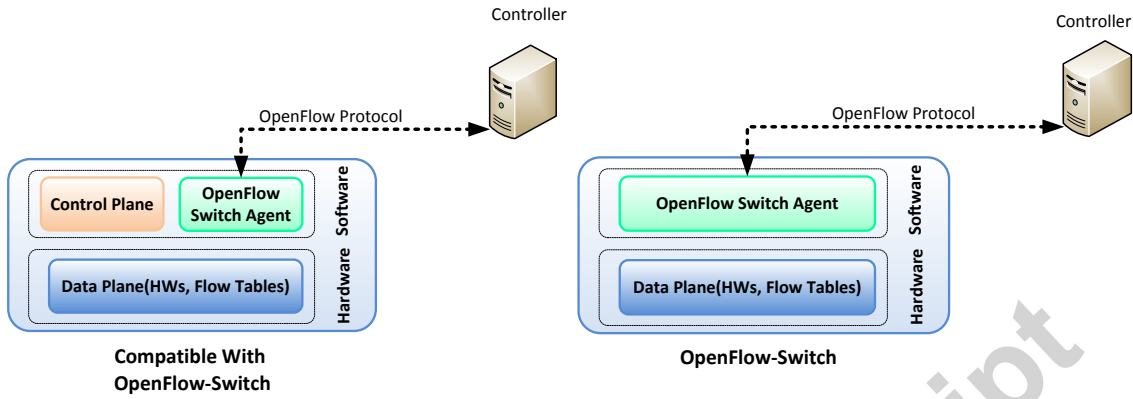 Controller
OpenFlow Protocol
Control Plane
OpenFlow
Switch Agent
Software
Data Plane(HWs, Flow Tables)
Hardware
Compatible With
OpenFlow-Switch
Controller
OpenFlow Protocol
OpenFlow Switch Agent
Software
Data Plane(HWs, Flow Tables)
Hardware
OpenFlow-Switch
ipt